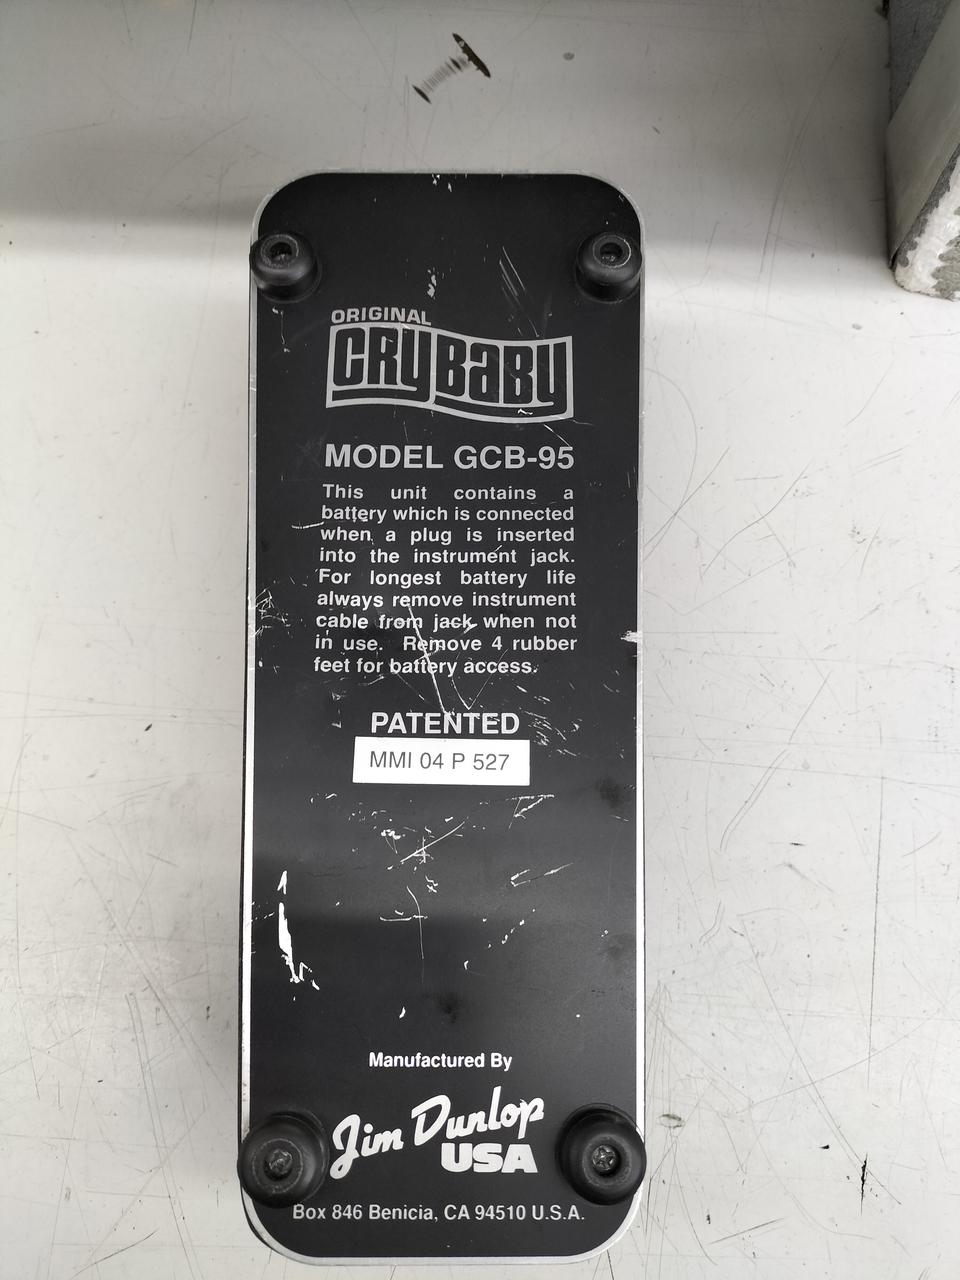 ORIGINAL
CRYBABY
MODEL GCB-95
This unit contains a
battery which is connected
when a plug is inserted
into the instrument jack.
For longest battery life
always remove instrument
cable from jack when not
in use. Remove 4 rubber
feet for battery access.
PATENTED
MMI 04 P 527
Manufactured By
Jim Dunlop
USA
Box 846 Benicia, CA 94510 U.S.A.